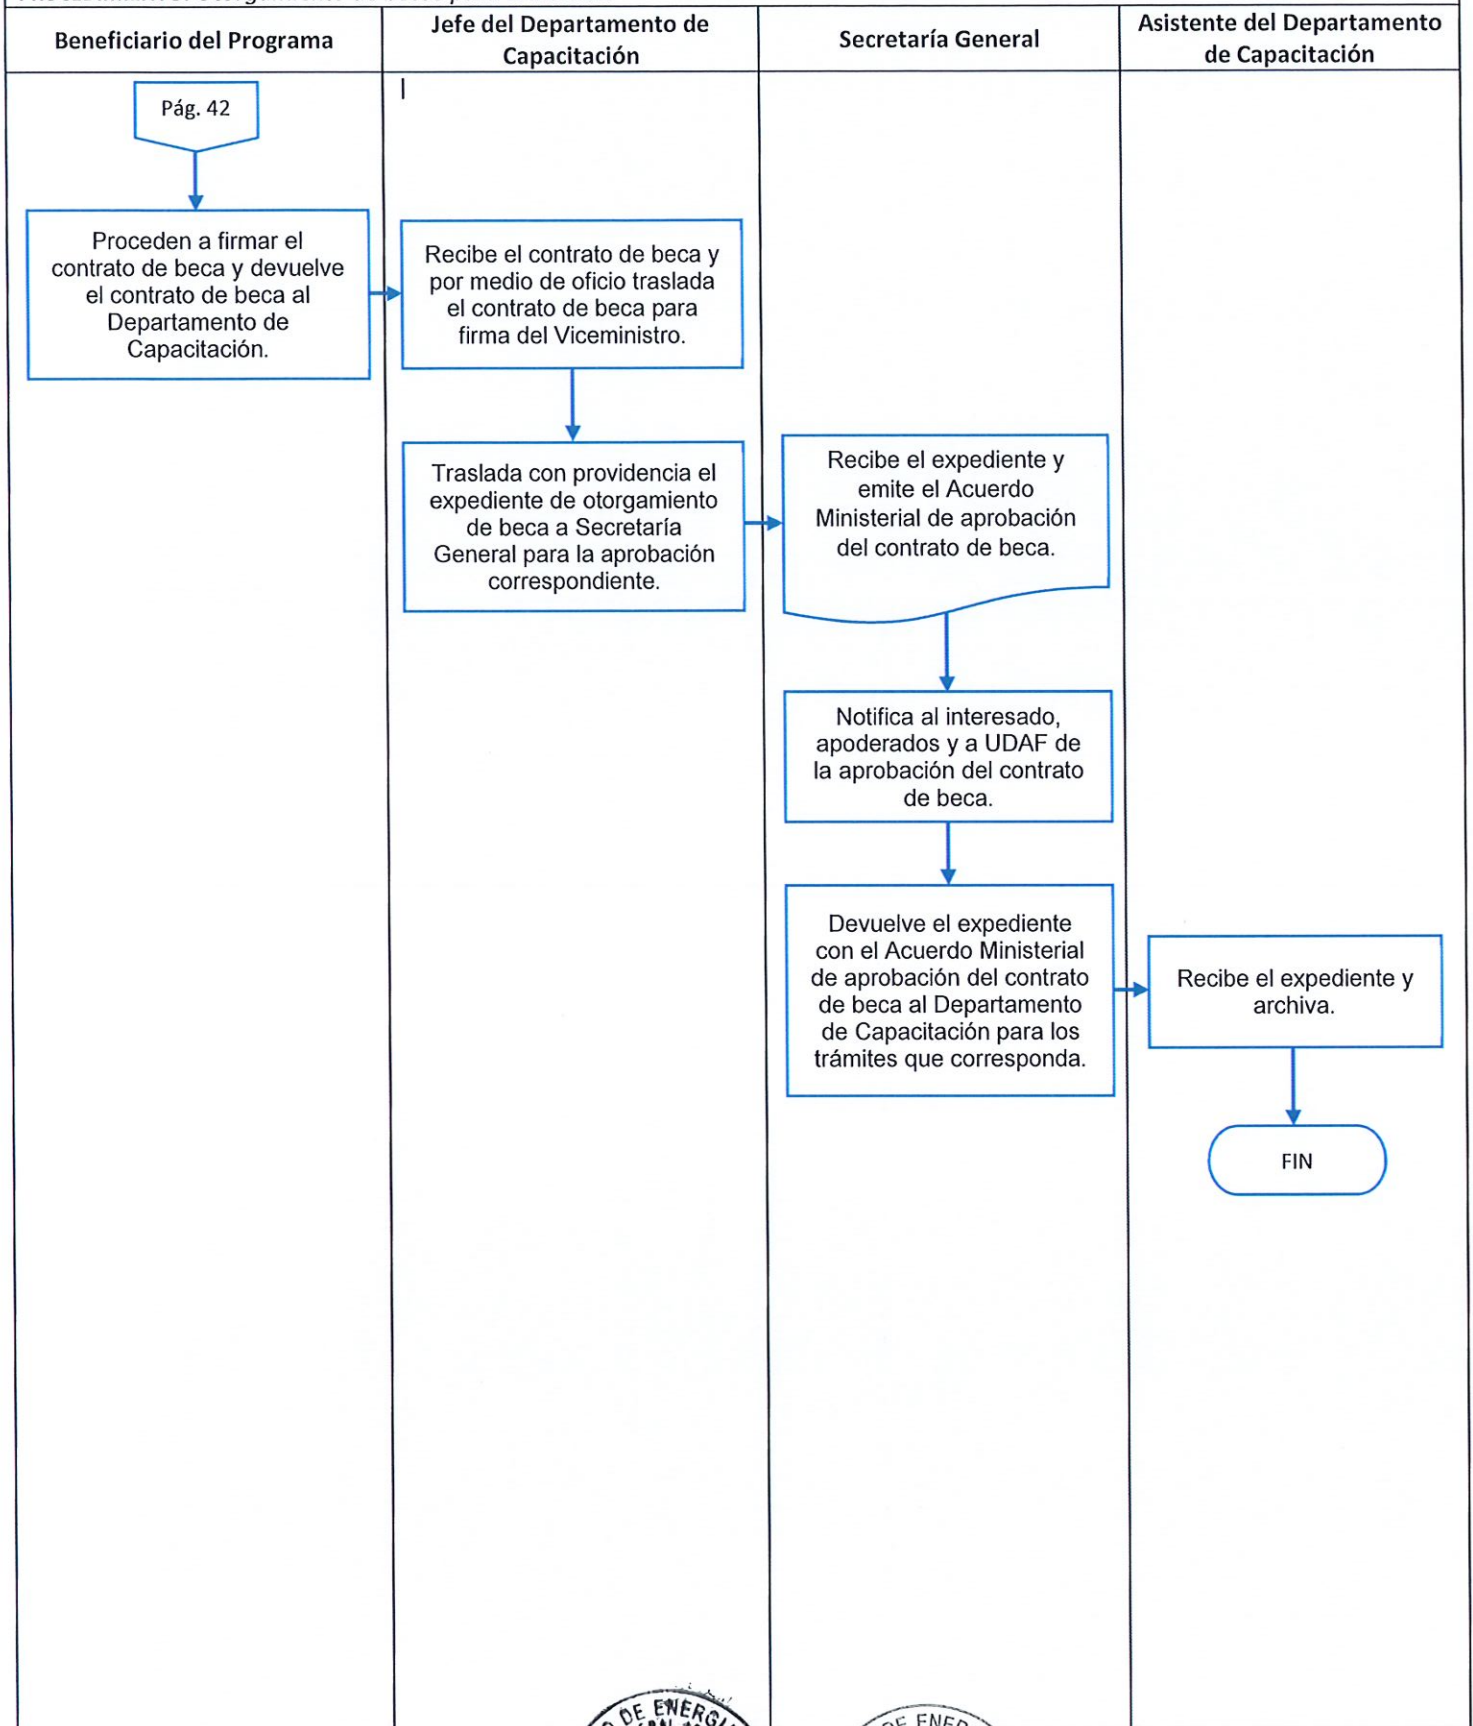 Beneficiario del Programa
Jefe del Departamento de
Capacitación
Secretaría General
Asistente del Departamento
de Capacitación
Pág. 42
Proceden a firmar el
contrato de beca y devuelve
el contrato de beca al
Departamento de
Capacitación.
Recibe el contrato de beca y
por medio de oficio traslada
el contrato de beca para
firma del Viceministro.
Traslada con providencia el
expediente de otorgamiento
de beca a Secretaría
General para la aprobación
correspondiente.
Recibe el expediente y
emite el Acuerdo
Ministerial de aprobación
del contrato de beca.
Notifica al interesado,
apoderados y a UDAF de
la aprobación del contrato
de beca.
Devuelve el expediente
con el Acuerdo Ministerial
de aprobación del contrato
de beca al Departamento
de Capacitación para los
trámites que corresponda.
Recibe el expediente y
archiva.
FIN
DE ENERG
DE ENER